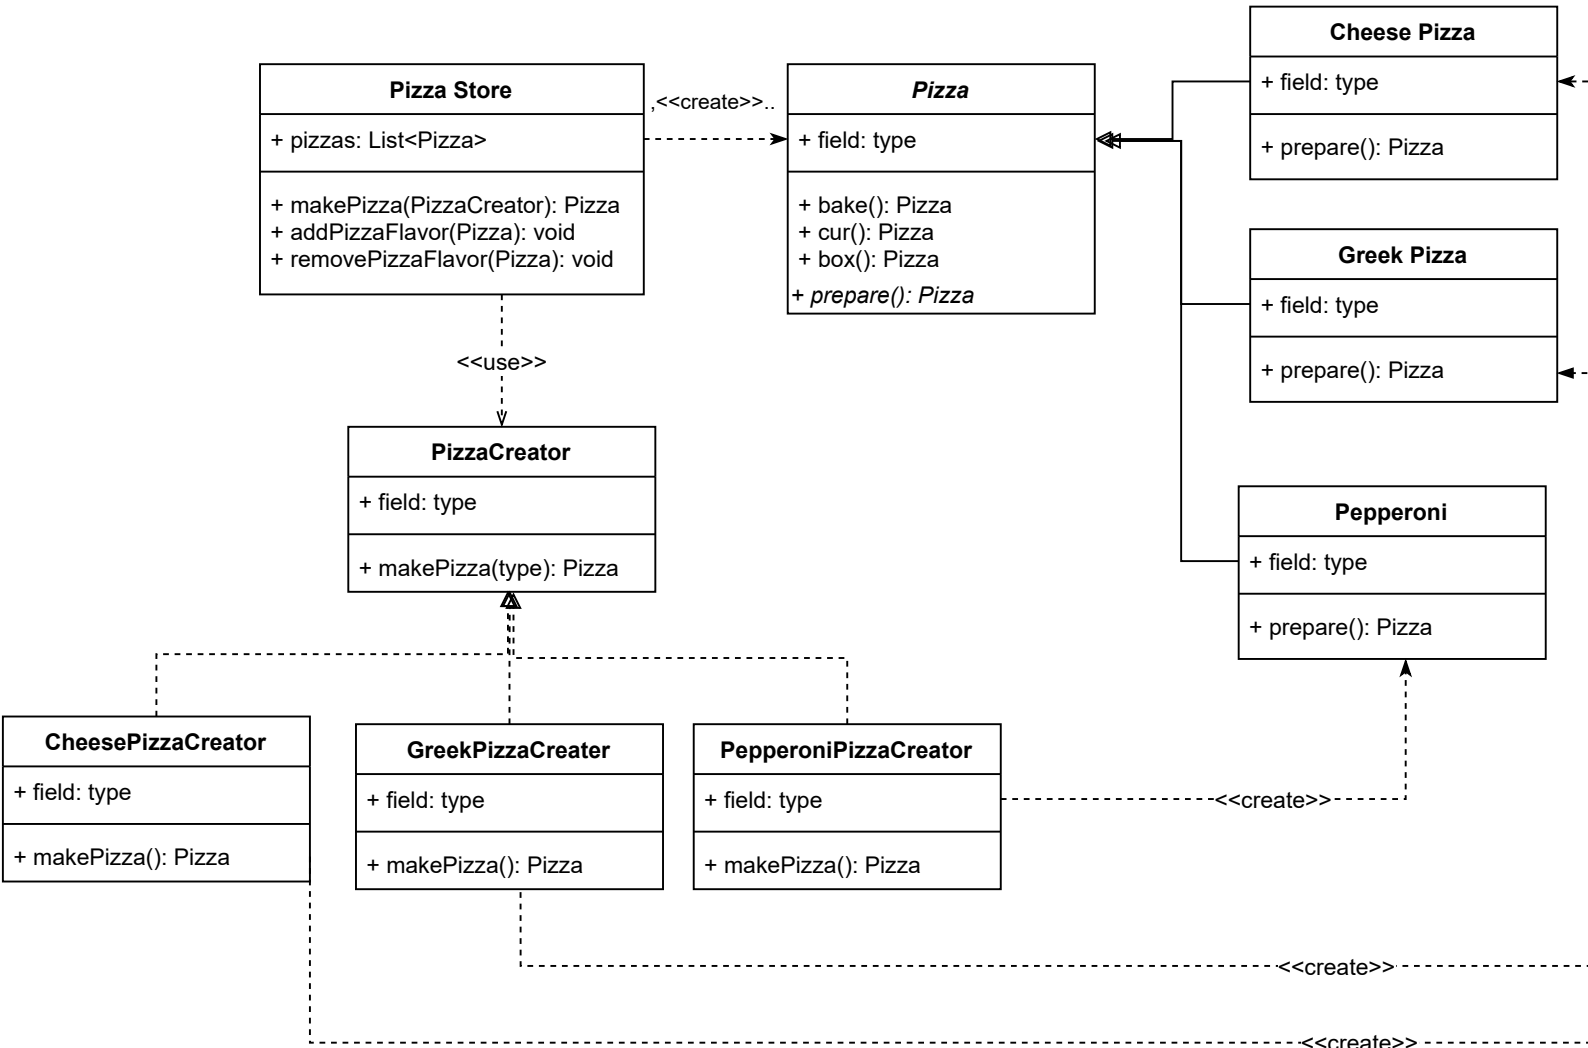 Cheese Pizza
+ field: type
+ prepare(): Pizza
Pizza Store
+ pizzas: List<Pizza>
+ makePizza(PizzaCreator): Pizza
+ addPizzaFlavor(Pizza): void
+ removePizzaFlavor(Pizza): void
,<<create>>..
Pizza
+ field: type
+ bake(): Pizza
+ cur(): Pizza
+ box(): Pizza
+ prepare(): Pizza
Greek Pizza
+ field: type
+ prepare(): Pizza
<<use>>
PizzaCreator
+ field: type
+ makePizza(type): Pizza
Pepperoni
+ field: type
+ prepare(): Pizza
CheesePizzaCreator
+ field: type
+ makePizza(): Pizza
GreekPizzaCreater
+ field: type
+ makePizza(): Pizza
PepperoniPizzaCreator
+ field: type
+ makePizza(): Pizza
<<create>>
<<create>>
<<create>>